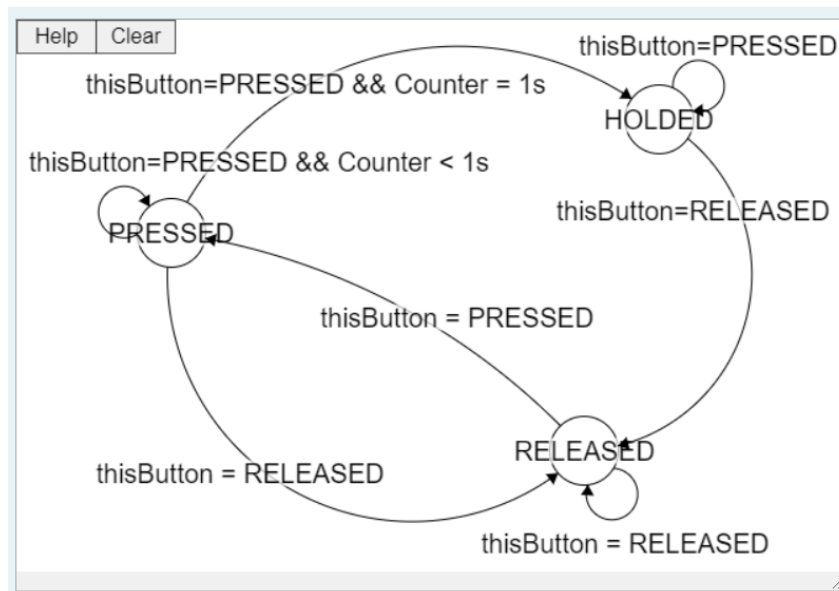 Help Clear
thisButton=PRESSED
thisButton=PRESSED && Counter = 1s
HOLDED
thisButton=PRESSED && Counter < 1s
thisButton=RELEASED
PRESSED
thisButton = PRESSED
RELEASED
thisButton = RELEASED
thisButton = RELEASED